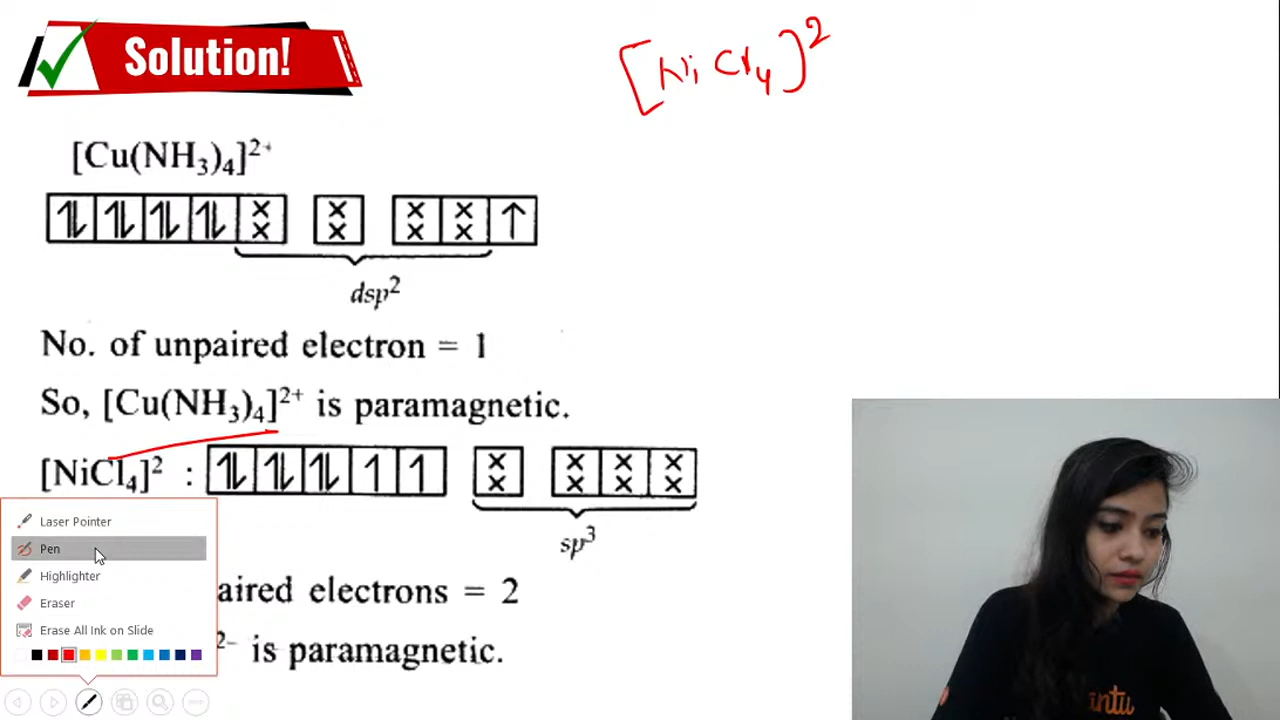 Solution!
[NiCl4]2
[Cu(NH3)4]2+
dsp2
No. of unpaired electron = 1
So, [Cu(NH3)4]2+ is paramagnetic.
[NiCl4]2 :
sp3
Laser Pointer
Pen
Highlighter
Eraser
Erase All Ink on Slide
aired electrons = 2
2− is paramagnetic.
antu